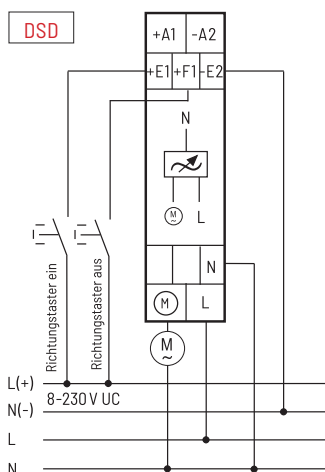 DSD
+A1 -A2
+E1 +F1 -E2
N
M
~
L
N
M
L
M
~
Richtungstaster ein
Richtungstaster aus
L(+)
8-230 V UC
N(-)
L
N